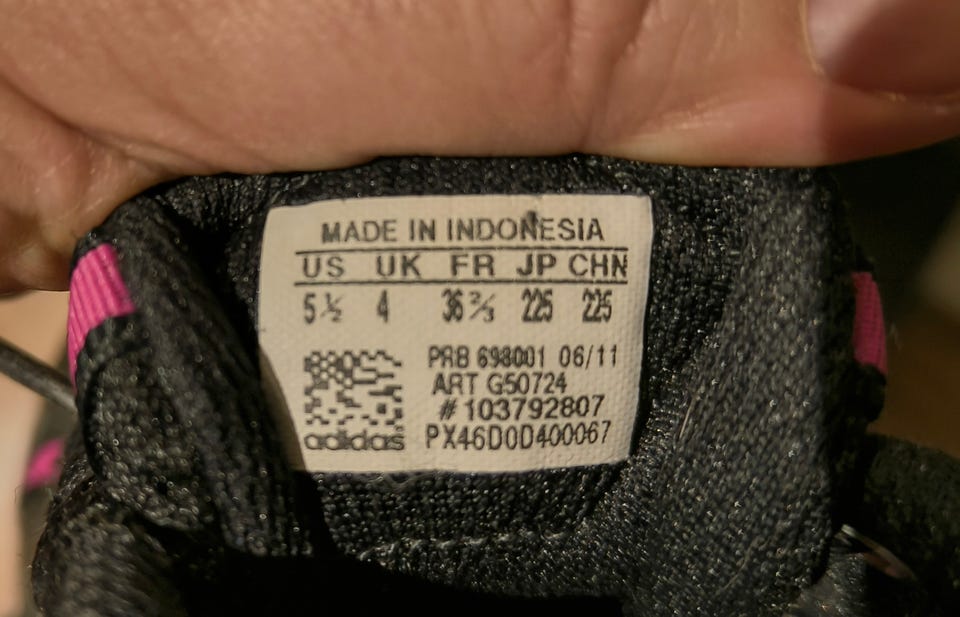 MADE IN INDONESIA
US UK FR JP CHN
5½ 4 36⅔ 225 225
PRB 698001 06/11
ART G50724
# 103792807
adidas PX46D0D400067